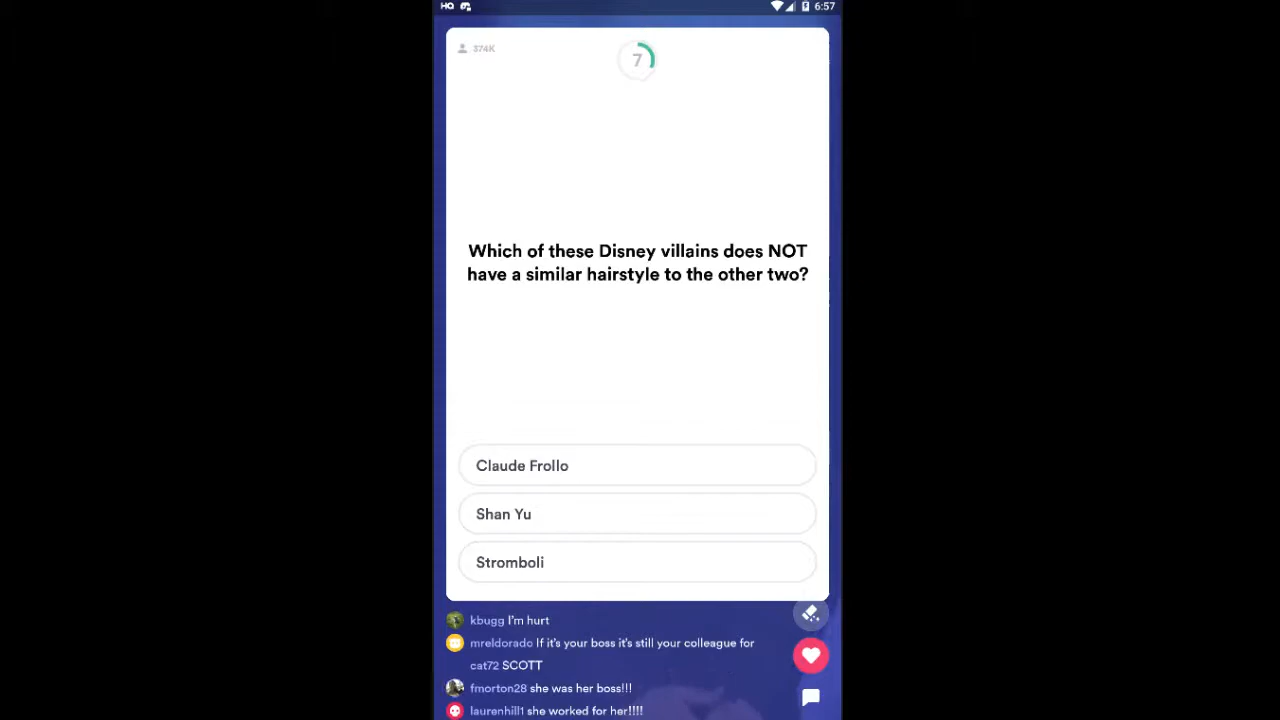 HQ
6:57
374K
7
Which of these Disney villains does NOT
have a similar hairstyle to the other two?
Claude Frollo
Shan Yu
Stromboli
kbugg I'm hurt
mreldorado If it's your boss it's still your colleague for
cat72 SCOTT
fmorton28 she was her boss!!!
laurenhill1 she worked for her!!!!